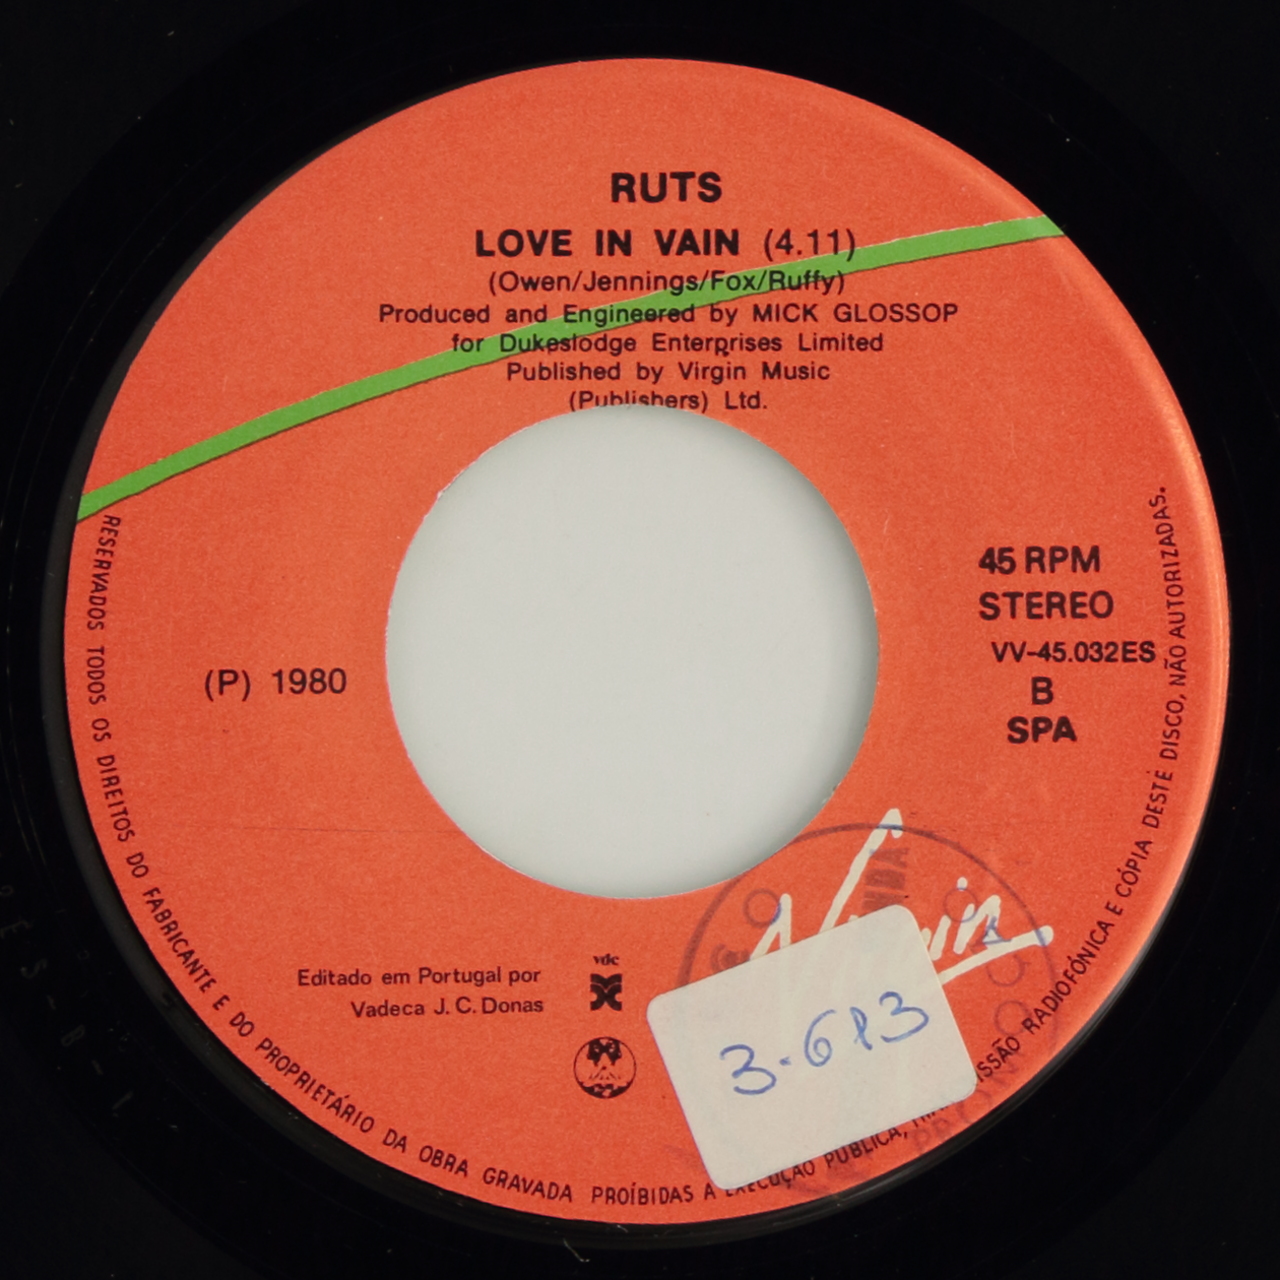 RUTS
LOVE IN VAIN (4.11)
(Owen/Jennings/Fox/Ruffy)
Produced and Engineered by MICK GLOSSOP
for Dukeslodge Enterprises Limited
Published by Virgin Music
(Publishers) Ltd.
45 RPM
STEREO
VV-45.032ES
B
SPA
(P) 1980
Virgin
Editado em Portugal por
Vadeca J. C. Donas
vdc
3-613
RESERVADOS TODOS OS DIREITOS DO FABRICANTE E DO PROPRIETÁRIO DA OBRA GRAVADA PROÍBIDAS A EXECUÇÃO PÚBLICA, RADIOFÓNICA E CÓPIA DESTE DISCO, NÃO AUTORIZADAS.